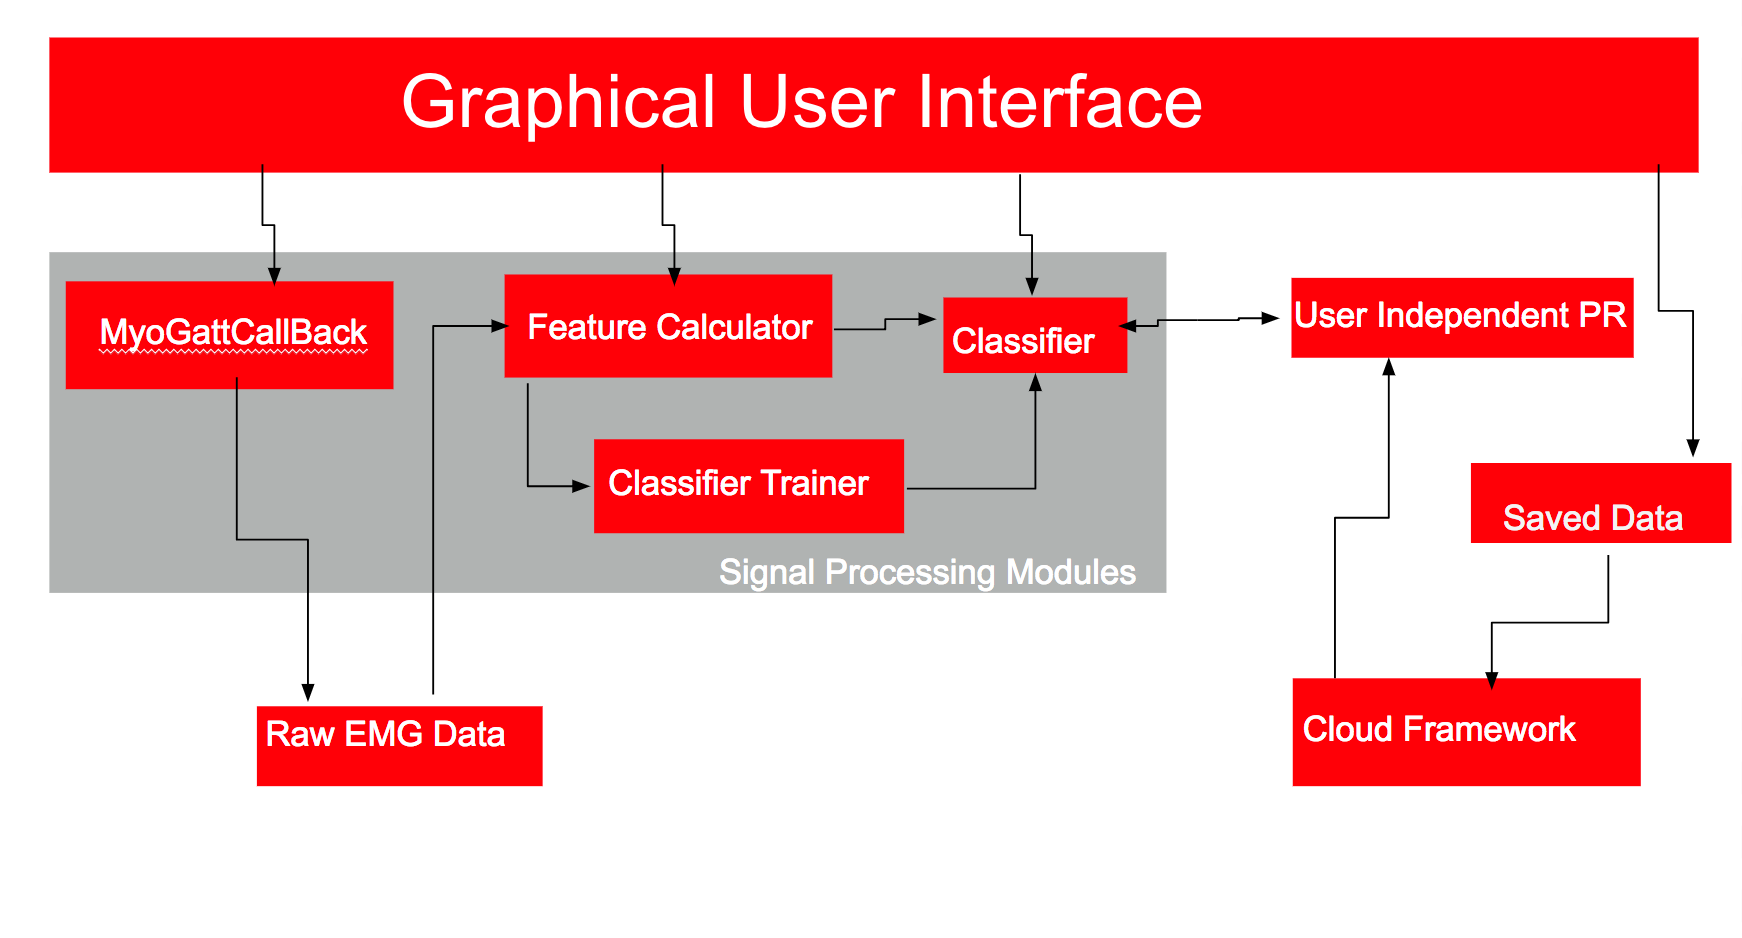 Graphical User Interface
MyoGattCallBack
Feature Calculator
Classifier
User Independent PR
Classifier Trainer
Saved Data
Signal Processing Modules
Raw EMG Data
Cloud Framework